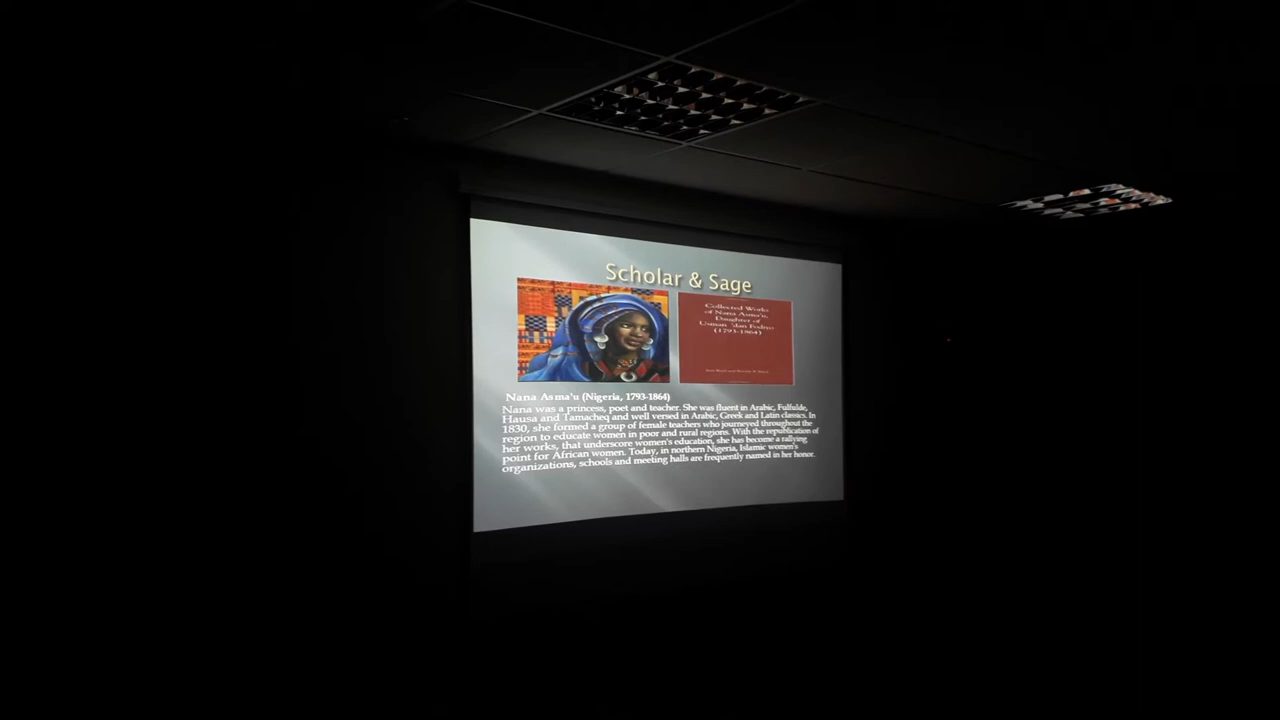 Scholar & Sage
Collected Works
of Nana Asma'u,
Daughter of
Usman 'dan Fodiyo
(1793-1864)
Nana Asma'u (Nigeria, 1793-1864)
Nana was a princess, poet and teacher. She was fluent in Arabic, Fulfulde,
Hausa and Tamacheq and well versed in Arabic, Greek and Latin classics. In
1830, she formed a group of female teachers who journeyed throughout the
region to educate women in poor and rural regions. With the republication of
her works, that underscore women's education, she has become a rallying
point for African women. Today, in northern Nigeria, Islamic women's
organizations, schools and meeting halls are frequently named in her honor.